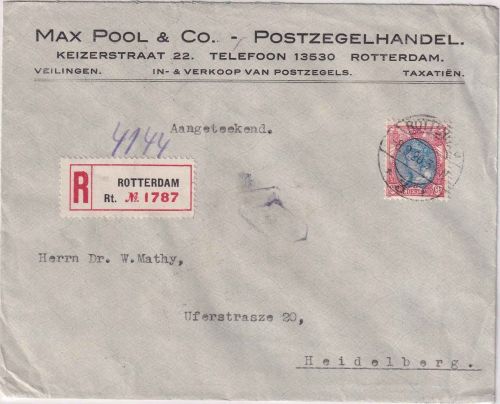 MAX POOL & CO. - POSTZEGELHANDEL.
KEIZERSTRAAT 22. TELEFOON 13530 ROTTERDAM.
VEILINGEN. IN- & VERKOOP VAN POSTZEGELS. TAXATIËN.
4144
Aangeteekend.
ROTTERDAM
R
ROTTERDAM
Rt. № 1787
Herrn Dr. W.Mathy,
Uferstrasze 20,
Heidelberg.